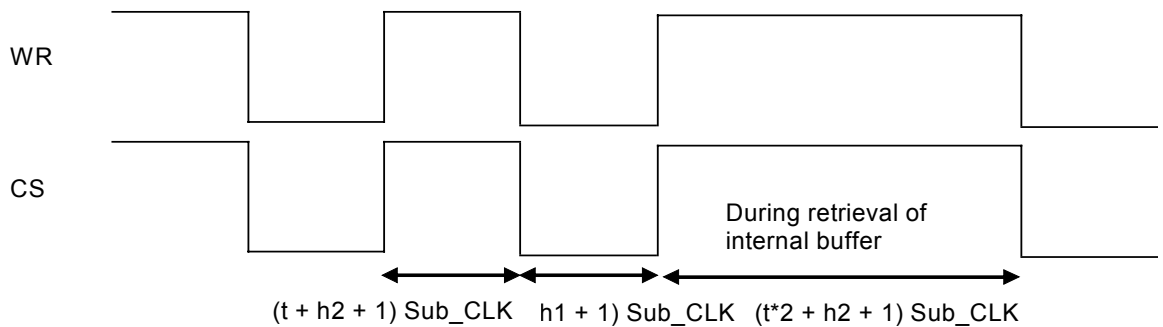 WR
CS
During retrieval of
internal buffer
(t + h2 + 1) Sub_CLK h1 + 1) Sub_CLK (t*2 + h2 + 1) Sub_CLK